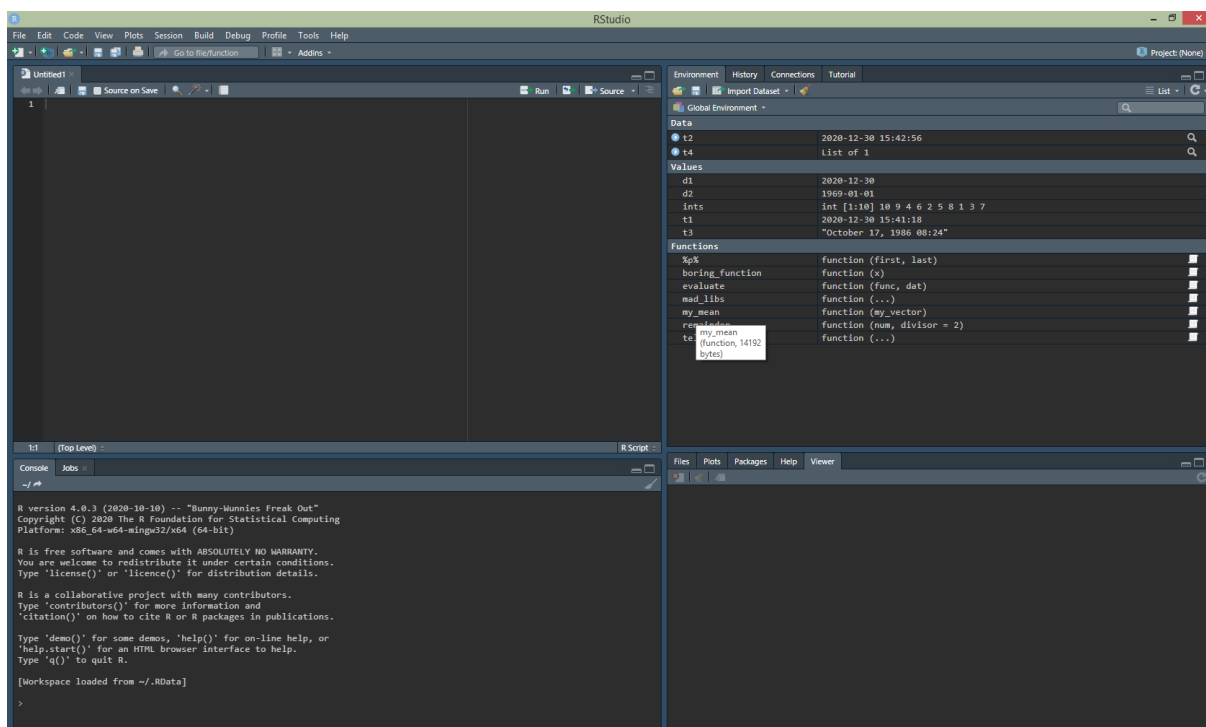 RStudio
File Edit Code View Plots Session Build Debug Profile Tools Help
Go to file/function Addins Project: (None)
Untitled1
Source on Save Run Source
1
1:1 (Top Level) R Script
Console Jobs
~/
R version 4.0.3 (2020-10-10) -- "Bunny-Wunnies Freak Out"
Copyright (C) 2020 The R Foundation for Statistical Computing
Platform: x86_64-w64-mingw32/x64 (64-bit)
R is free software and comes with ABSOLUTELY NO WARRANTY.
You are welcome to redistribute it under certain conditions.
Type 'license()' or 'licence()' for distribution details.
R is a collaborative project with many contributors.
Type 'contributors()' for more information and
'citation()' on how to cite R or R packages in publications.
Type 'demo()' for some demos, 'help()' for on-line help, or
'help.start()' for an HTML browser interface to help.
Type 'q()' to quit R.
[Workspace loaded from ~/.RData]
>
Environment History Connections Tutorial
Import Dataset List
Global Environment
Data
t2 2020-12-30 15:42:56
t4 List of 1
Values
d1 2020-12-30
d2 1969-01-01
ints int [1:10] 10 9 4 6 2 5 8 1 3 7
t1 2020-12-30 15:41:18
t3 "October 17, 1986 08:24"
Functions
%p% function (first, last)
boring_function function (x)
evaluate function (func, dat)
mad_libs function (...)
my_mean function (my_vector)
remainder function (num, divisor = 2)
te function (...)
my_mean
(function, 14192
bytes)
Files Plots Packages Help Viewer